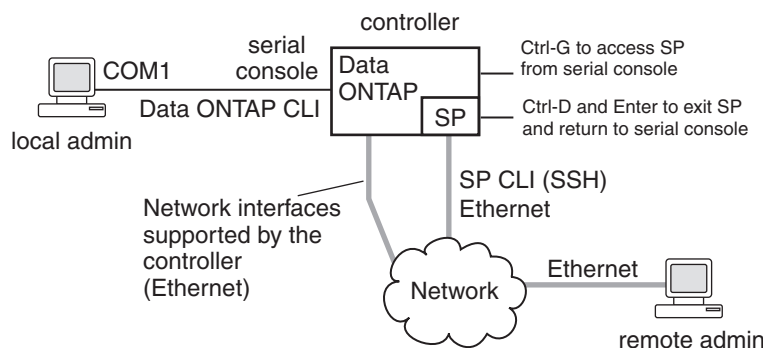 controller
serial
console
COM1
Data ONTAP CLI
local admin
Data
ONTAP
SP
Ctrl-G to access SP
from serial console
Ctrl-D and Enter to exit SP
and return to serial console
SP CLI (SSH)
Ethernet
Network interfaces
supported by the
controller
(Ethernet)
Network
Ethernet
remote admin